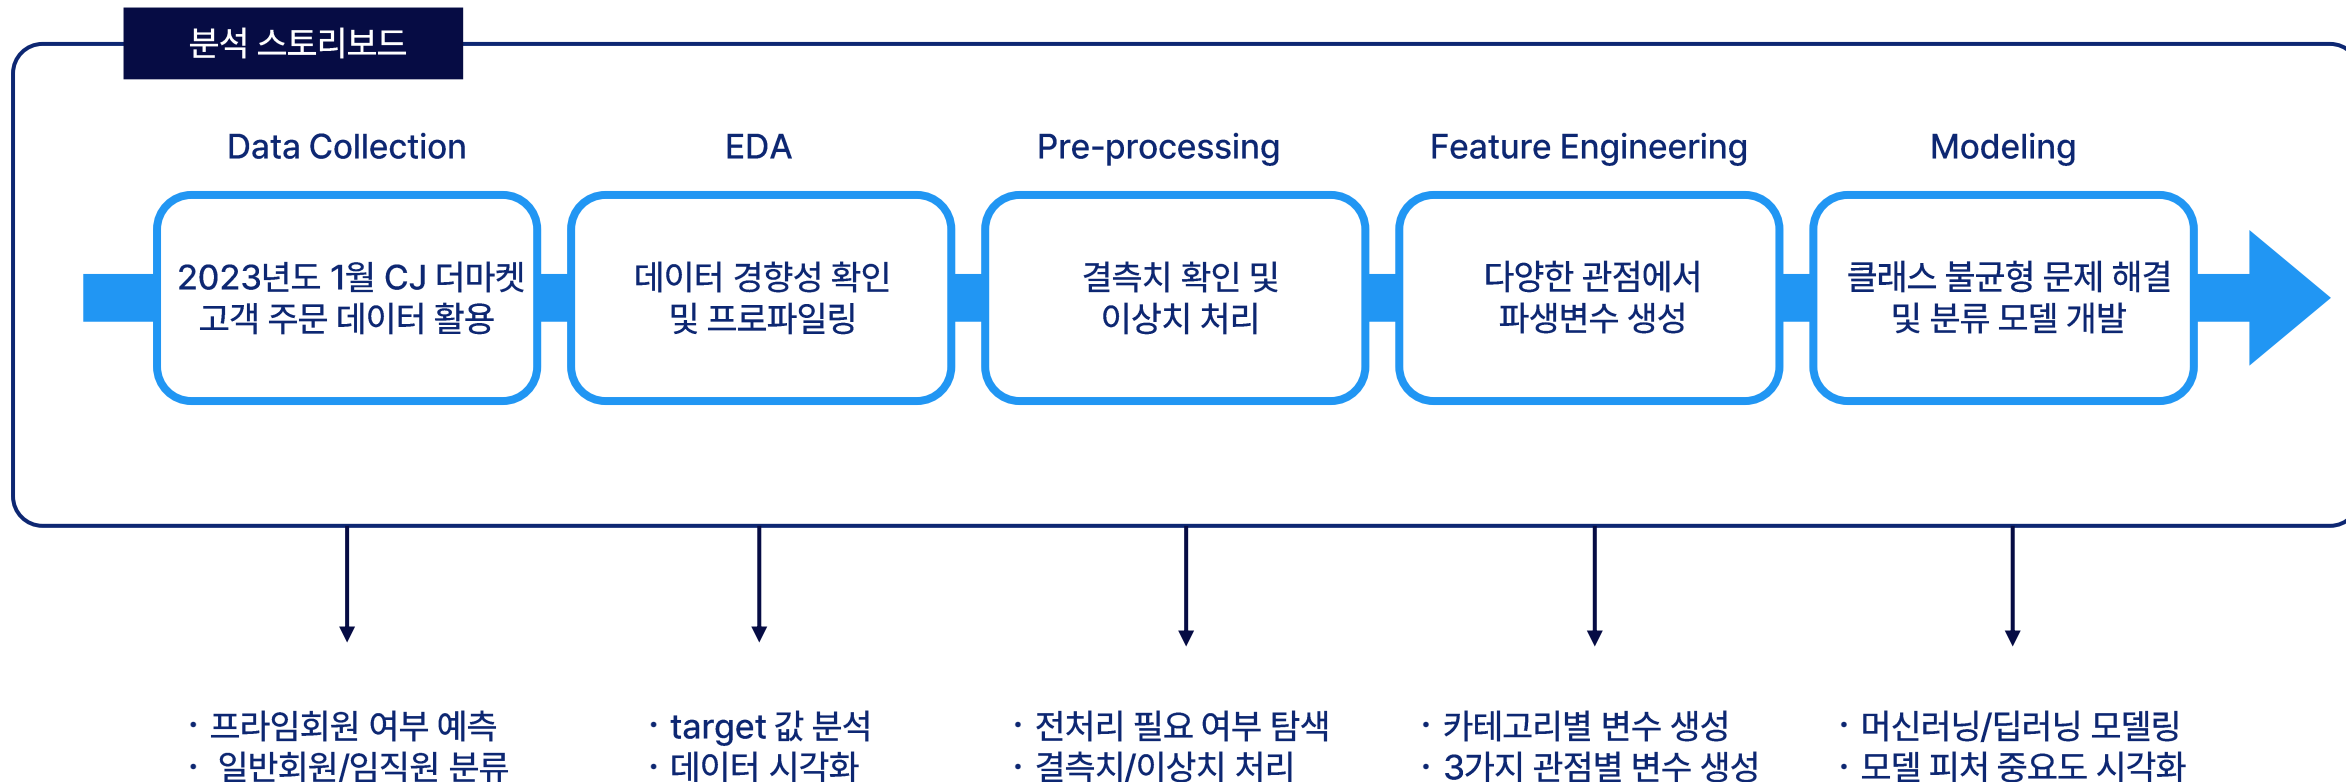 분석 스토리보드
Data Collection
EDA
Pre-processing
Feature Engineering
Modeling
2023년도 1월 CJ 더마켓
고객 주문 데이터 활용
데이터 경향성 확인
및 프로파일링
결측치 확인 및
이상치 처리
다양한 관점에서
파생변수 생성
클래스 불균형 문제 해결
및 분류 모델 개발
· 프라임회원 여부 예측
· 일반회원/임직원 분류
· target 값 분석
· 데이터 시각화
· 전처리 필요 여부 탐색
· 결측치/이상치 처리
· 카테고리별 변수 생성
· 3가지 관점별 변수 생성
· 머신러닝/딥러닝 모델링
· 모델 피처 중요도 시각화